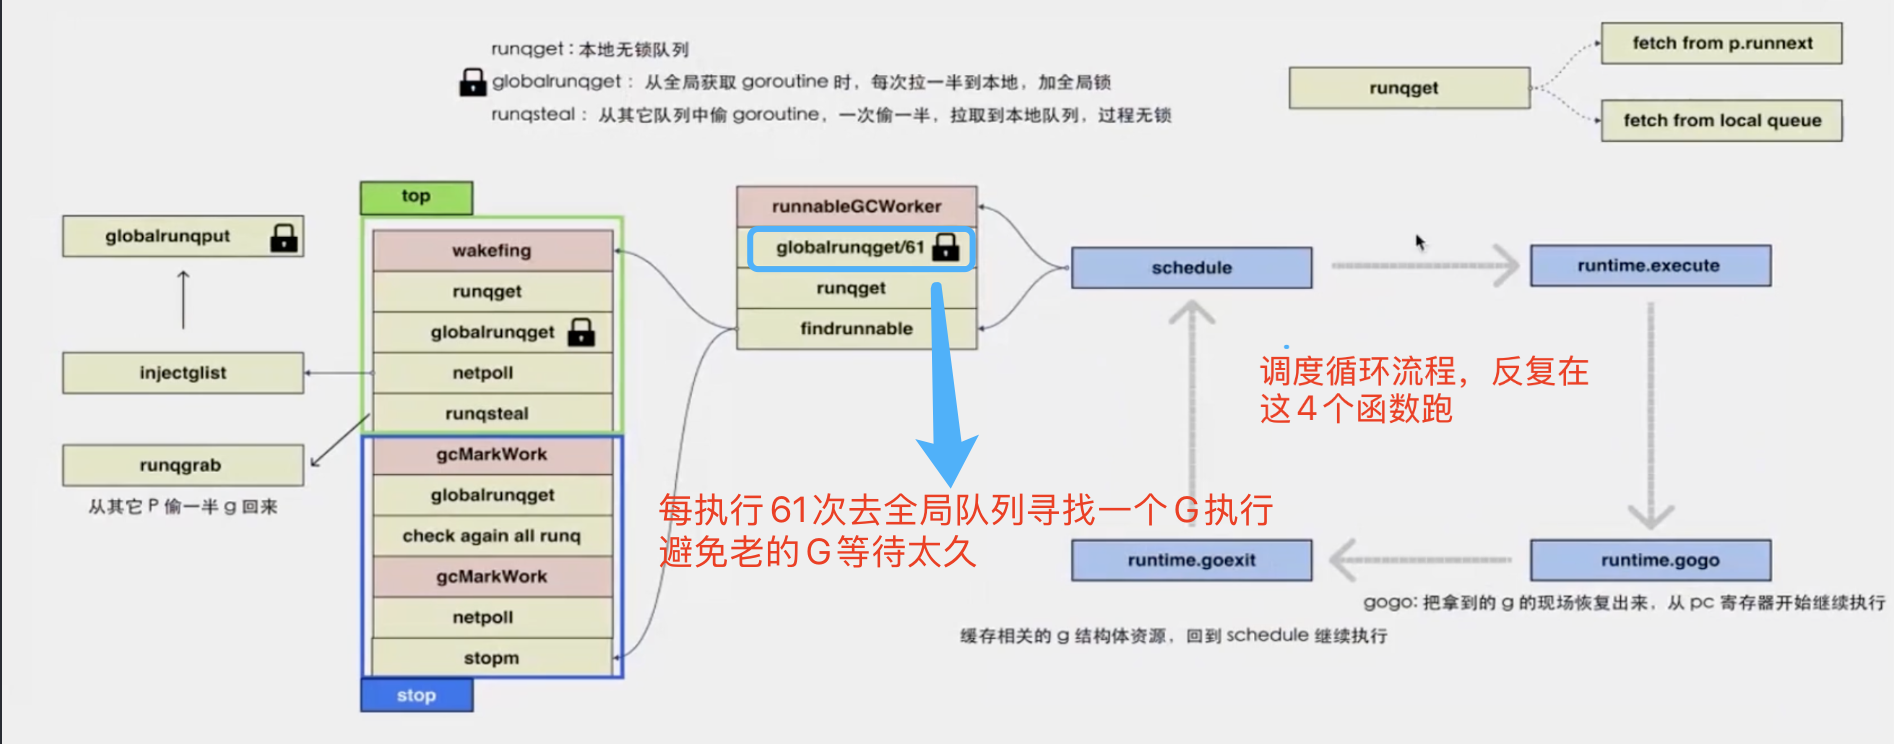 runqget：本地无锁队列
globalrunqget： 从全局获取 goroutine 时，每次拉一半到本地，加全局锁
runqsteal： 从其它队列中偷 goroutine，一次偷一半，拉取到本地队列，过程无锁
runqget
fetch from p.runnext
fetch from local queue
globalrunqput
injectglist
runqgrab
从其它 P 偷一半 g 回来
top
wakefing
runqget
globalrunqget
netpoll
runqsteal
gcMarkWork
globalrunqget
check again all runq
gcMarkWork
netpoll
stopm
stop
runnableGCWorker
globalrunqget/61
runqget
findrunnable
每执行61次去全局队列寻找一个G执行
避免老的G等待太久
schedule
runtime.execute
调度循环流程，反复在
这4个函数跑
runtime.goexit
runtime.gogo
gogo: 把拿到的 g 的现场恢复出来，从 pc 寄存器开始继续执行
缓存相关的 g 结构体资源，回到 schedule 继续执行